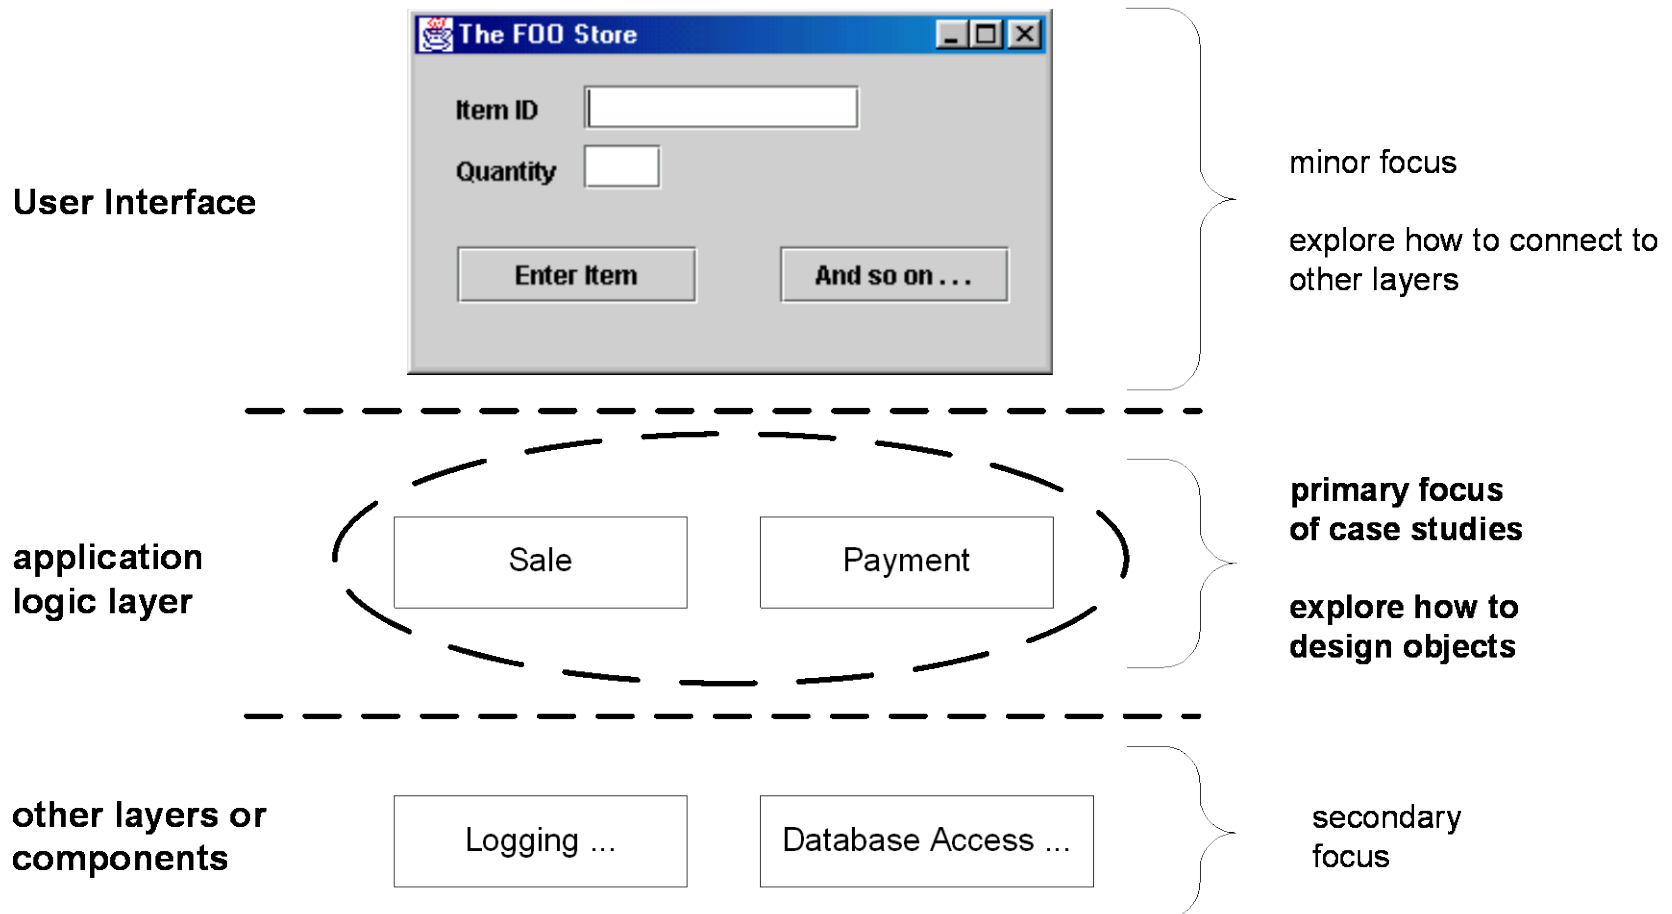 The FOO Store
Item ID
Quantity
Enter Item
And so on . . .
User Interface
minor focus
explore how to connect to
other layers
application
logic layer
Sale
Payment
primary focus
of case studies
explore how to
design objects
other layers or
components
Logging ...
Database Access ...
secondary
focus